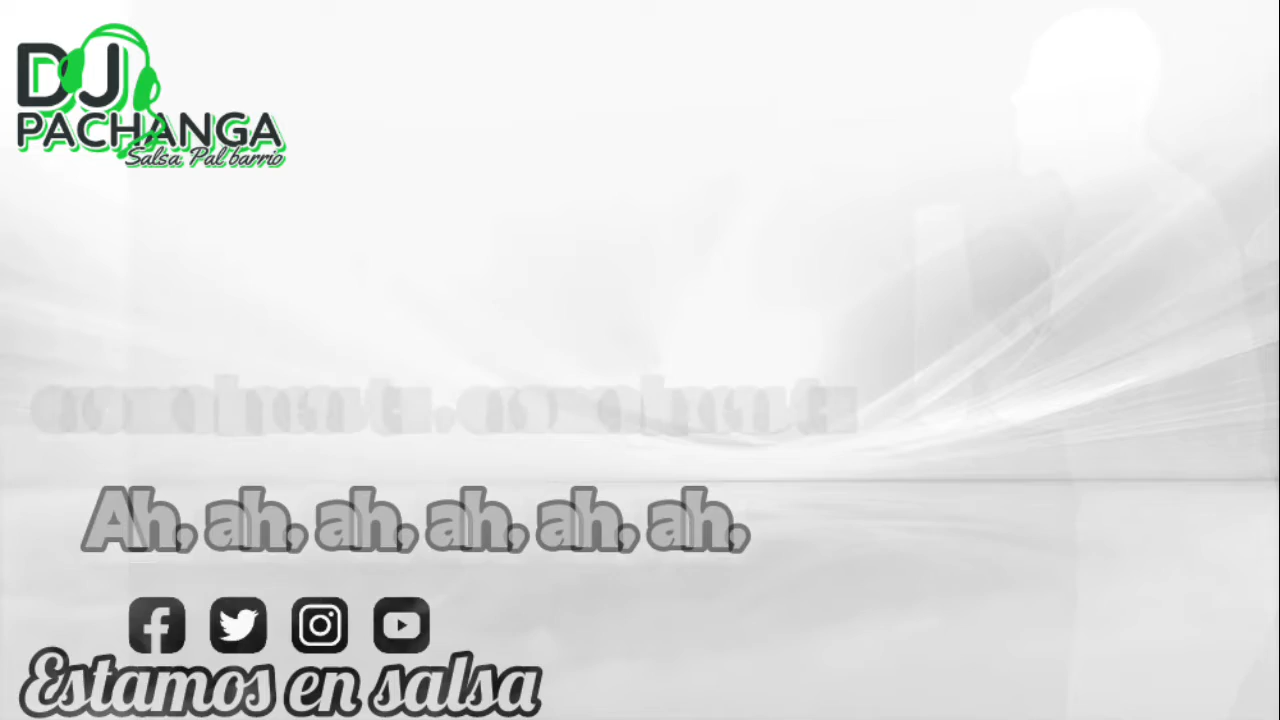 DJ
PACHANGA
Salsa Pal barrio
Ah, ah, ah, ah, ah, ah,
Estamos en salsa